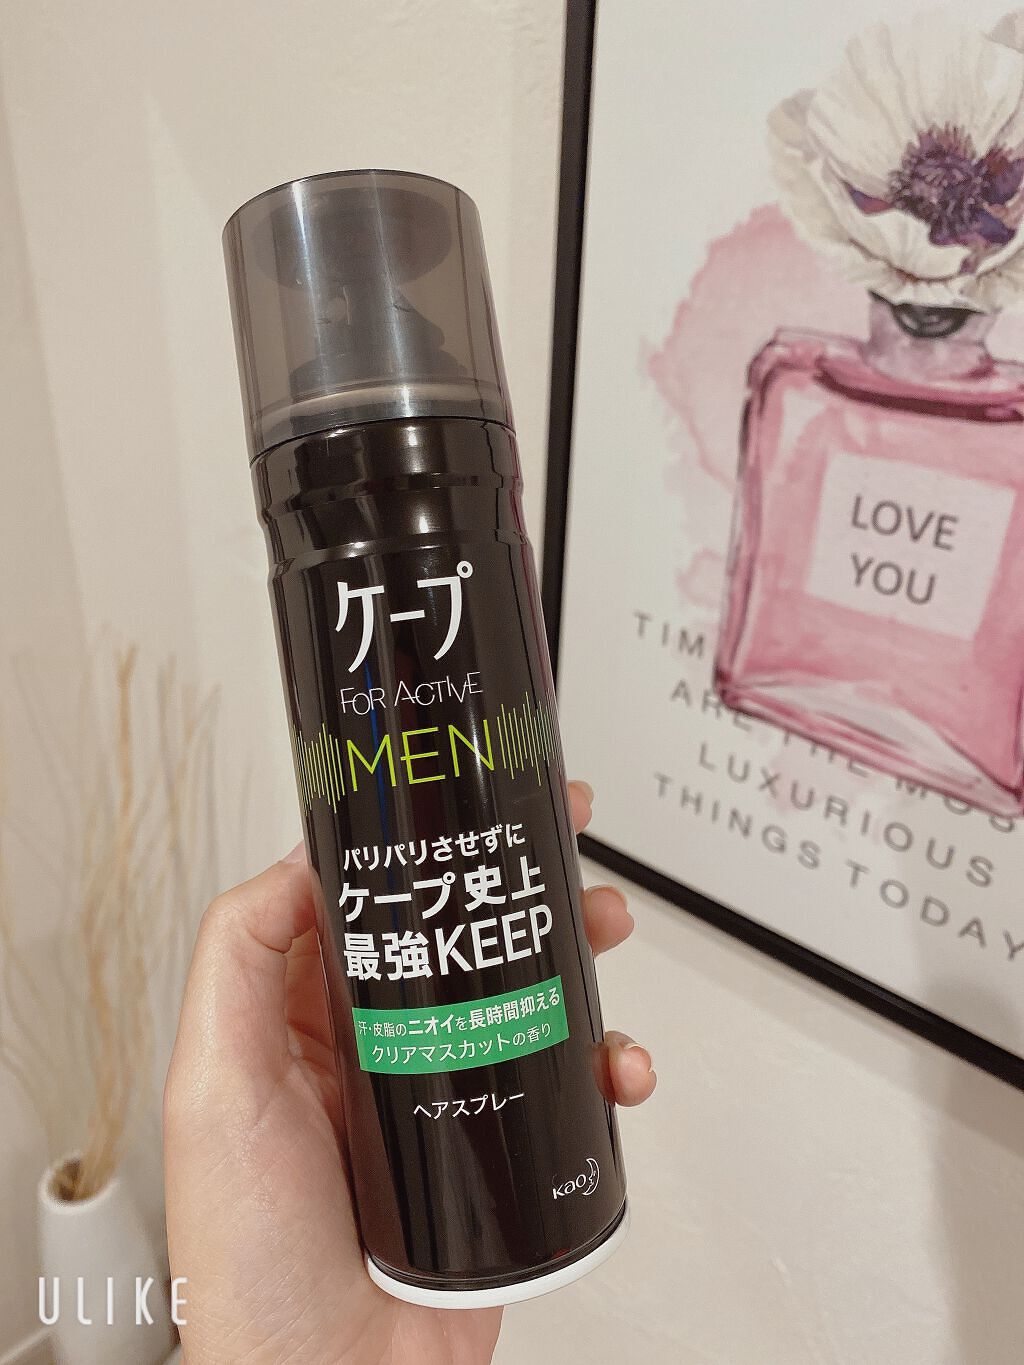 ケープ
FOR ACTIVE
MEN
パリパリさせずに
ケープ史上
最強KEEP
汗・皮脂のニオイを長時間抑える
クリアマスカットの香り
ヘアスプレー
kao
LOVE
YOU
TIM
ARE THE MOS
LUXURIOUS
THINGS TODAY
ULIKE